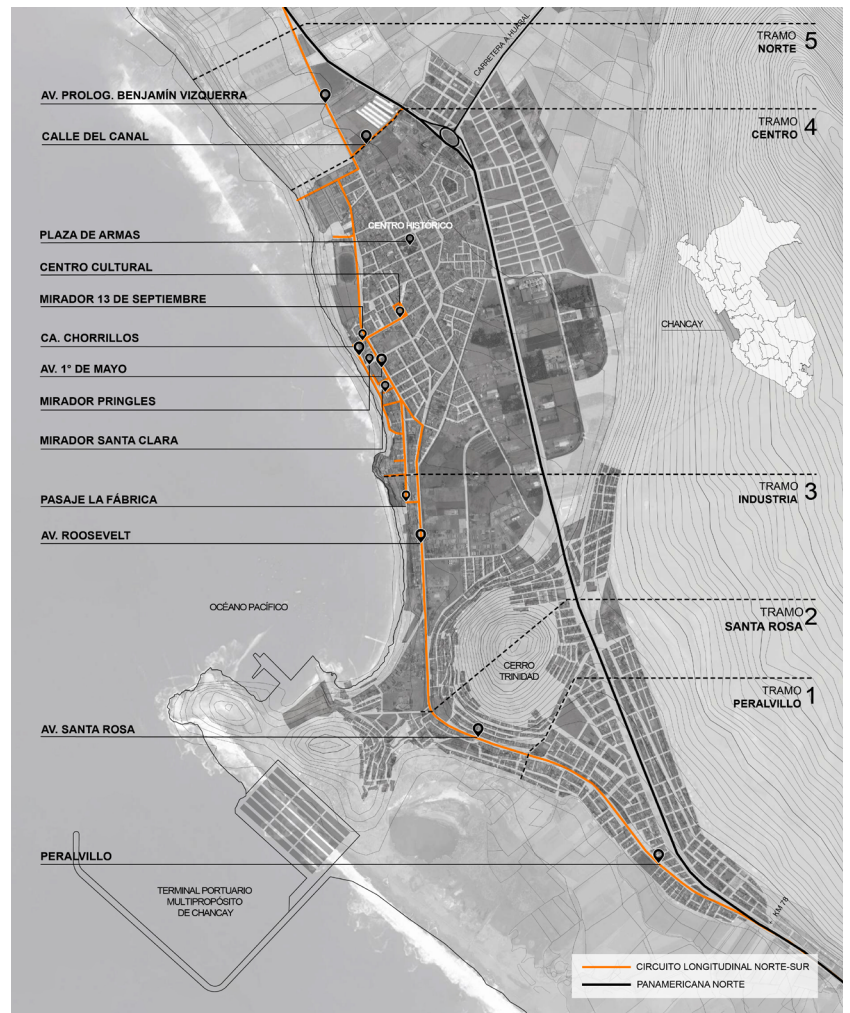 TRAMO
NORTE 5
CARRETERA A HUARAL
AV. PROLOG. BENJAMÍN VIZQUERRA
TRAMO
CENTRO 4
CALLE DEL CANAL
CENTRO HISTÓRICO
PLAZA DE ARMAS
CENTRO CULTURAL
MIRADOR 13 DE SEPTIEMBRE
CHANCAY
CA. CHORRILLOS
AV. 1° DE MAYO
MIRADOR PRINGLES
MIRADOR SANTA CLARA
TRAMO
INDUSTRIA 3
PASAJE LA FÁBRICA
AV. ROOSEVELT
OCÉANO PACÍFICO
TRAMO
SANTA ROSA 2
CERRO
TRINIDAD
TRAMO
PERALVILLO 1
AV. SANTA ROSA
PERALVILLO
TERMINAL PORTUARIO
MULTIPROPÓSITO
DE CHANCAY
KM 78
CIRCUITO LONGITUDINAL NORTE-SUR
PANAMERICANA NORTE